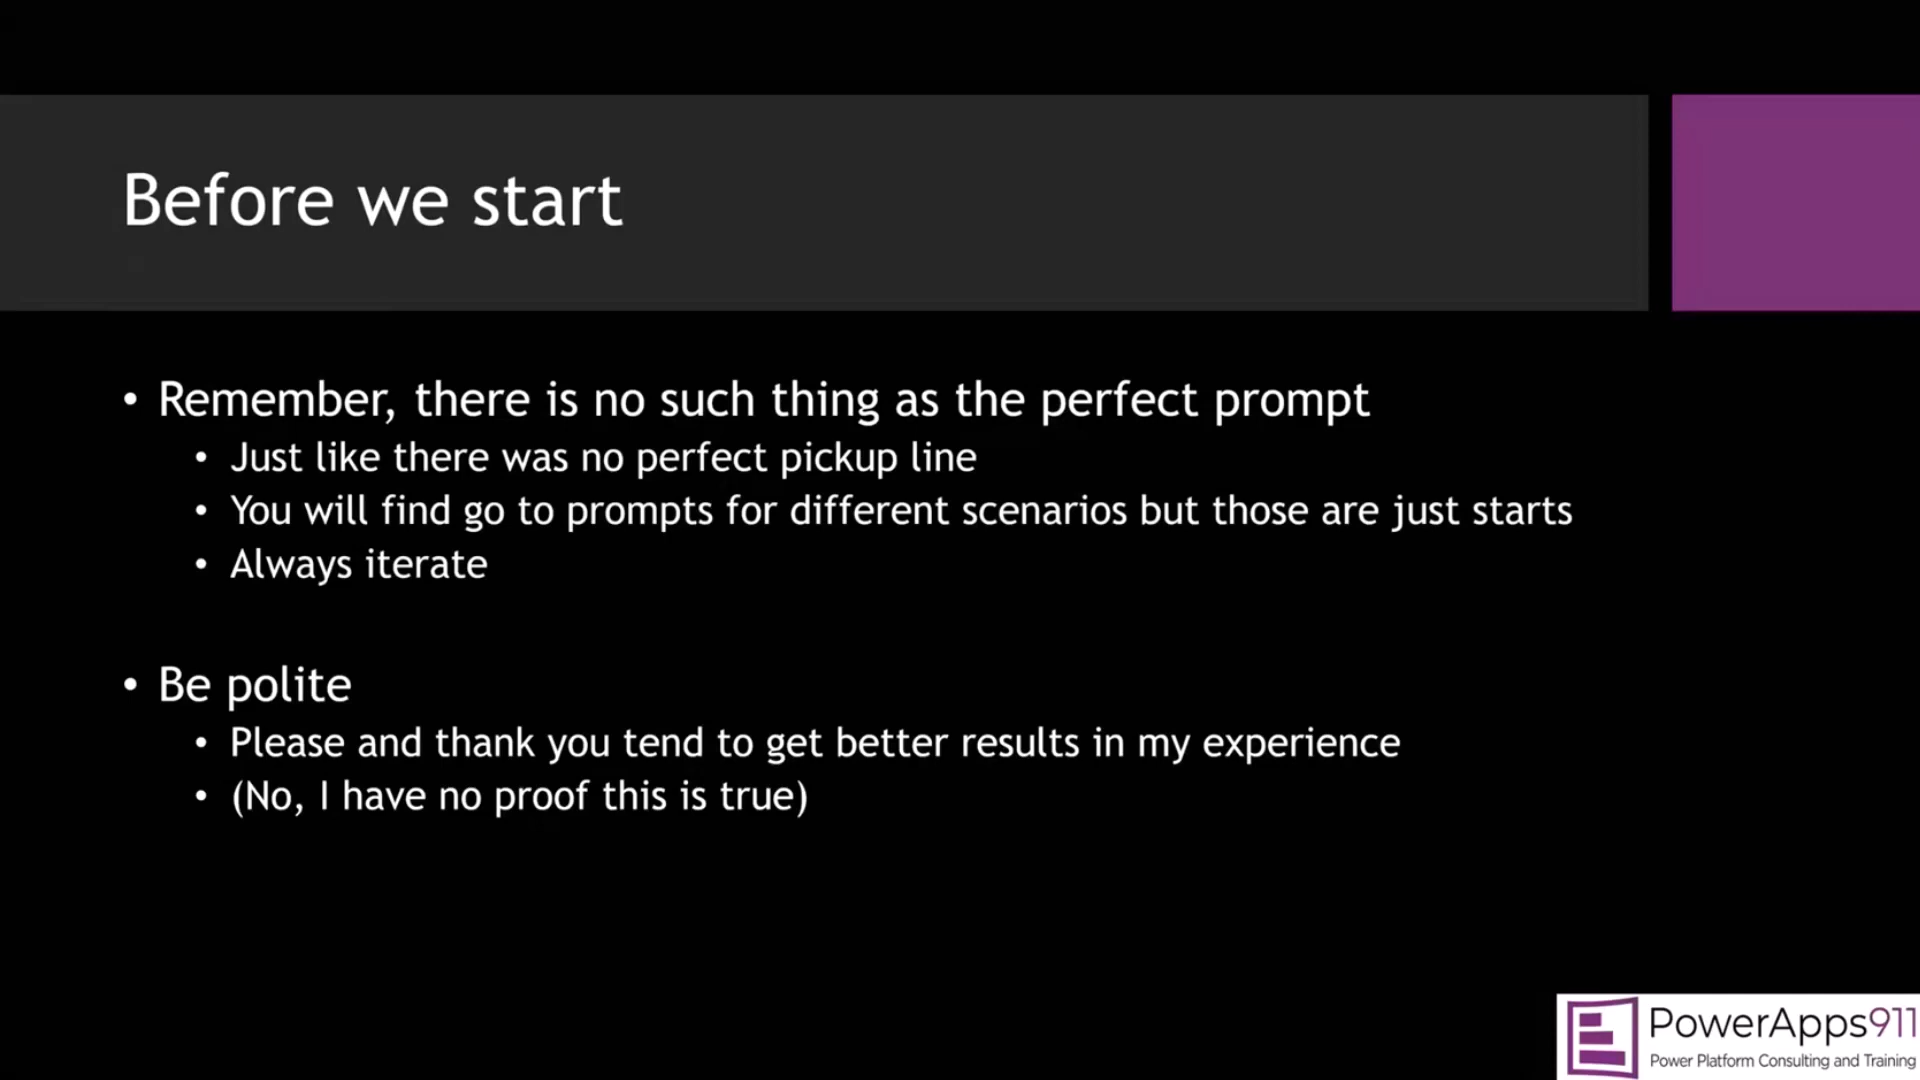 Before we start
• Remember, there is no such thing as the perfect prompt
• Just like there was no perfect pickup line
• You will find go to prompts for different scenarios but those are just starts
• Always iterate
• Be polite
• Please and thank you tend to get better results in my experience
• (No, I have no proof this is true)
PowerApps911
Power Platform Consulting and Training